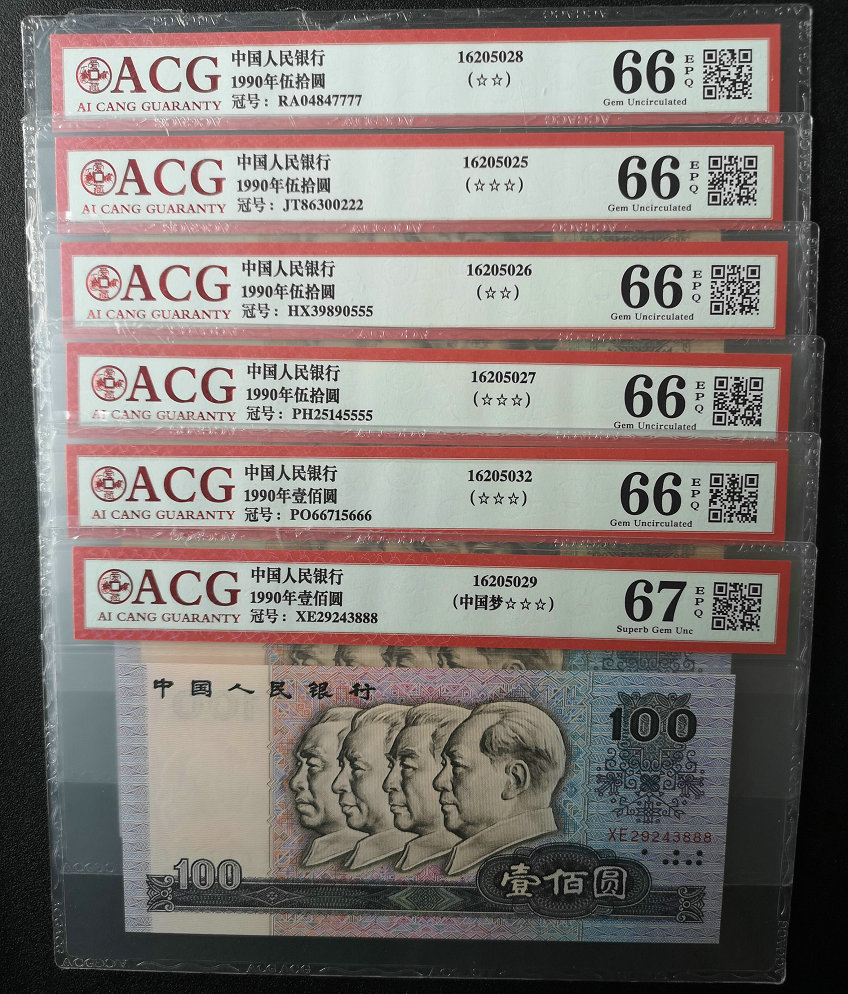 ACG
AI CANG GUARANTY
中国人民银行
1990年伍拾圆
冠号：RA04847777
16205028
(☆☆)
66
EPQ
Gem Uncirculated
ACG
AI CANG GUARANTY
中国人民银行
1990年伍拾圆
冠号：JT86300222
16205025
(☆☆☆)
66
EPQ
Gem Uncirculated
ACG
AI CANG GUARANTY
中国人民银行
1990年伍拾圆
冠号：HX39890555
16205026
(☆☆)
66
EPQ
Gem Uncirculated
ACG
AI CANG GUARANTY
中国人民银行
1990年伍拾圆
冠号：PH25145555
16205027
(☆☆☆)
66
EPQ
Gem Uncirculated
ACG
AI CANG GUARANTY
中国人民银行
1990年壹佰圆
冠号：PO66715666
16205032
(☆☆☆)
66
EPQ
Gem Uncirculated
ACG
AI CANG GUARANTY
中国人民银行
1990年壹佰圆
冠号：XE29243888
16205029
(中国梦☆☆☆)
67
EPQ
Superb Gem Unc
中国人民银行
100
XE29243888
100
壹佰圆